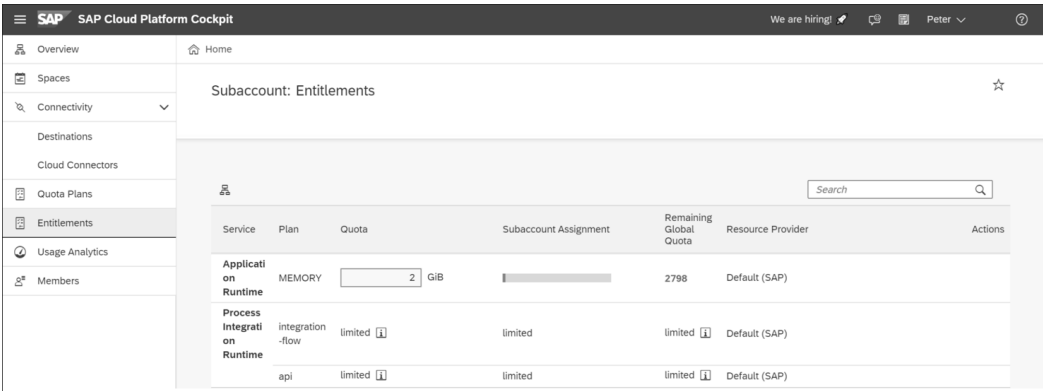 SAP SAP Cloud Platform Cockpit We are hiring! Peter
Overview
Home
Spaces
Subaccount: Entitlements
Connectivity
Destinations
Cloud Connectors
Quota Plans
Search
Entitlements
Usage Analytics
Members
Service Plan Quota Subaccount Assignment Remaining Global Quota Resource Provider Actions
Applicati
on MEMORY 2 GiB 2798 Default (SAP)
Runtime
Process
Integrati integration limited limited limited Default (SAP)
on -flow
Runtime
api limited limited limited Default (SAP)